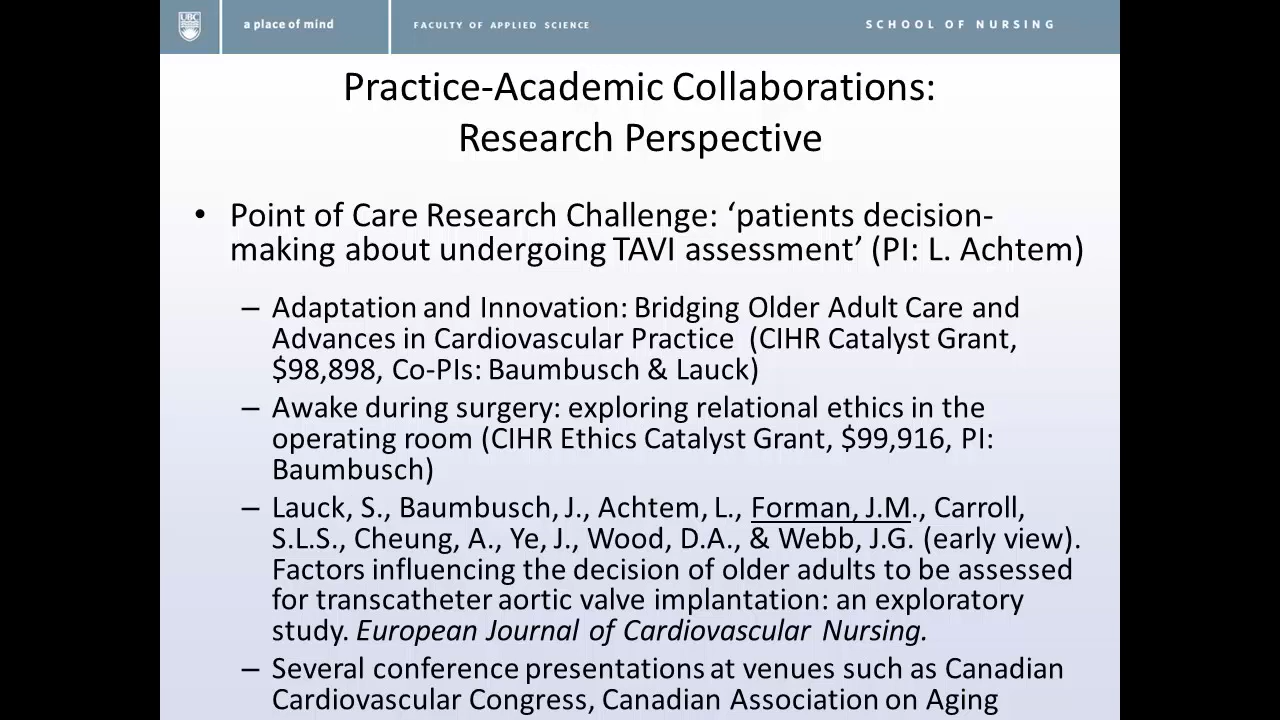 UBC
a place of mind
FACULTY OF APPLIED SCIENCE
SCHOOL OF NURSING
Practice-Academic Collaborations:
Research Perspective
• Point of Care Research Challenge: ‘patients decision-
making about undergoing TAVI assessment’ (PI: L. Achtem)
– Adaptation and Innovation: Bridging Older Adult Care and
Advances in Cardiovascular Practice (CIHR Catalyst Grant,
$98,898, Co-PIs: Baumbusch & Lauck)
– Awake during surgery: exploring relational ethics in the
operating room (CIHR Ethics Catalyst Grant, $99,916, PI:
Baumbusch)
– Lauck, S., Baumbusch, J., Achtem, L., Forman, J.M., Carroll,
S.L.S., Cheung, A., Ye, J., Wood, D.A., & Webb, J.G. (early view).
Factors influencing the decision of older adults to be assessed
for transcatheter aortic valve implantation: an exploratory
study. European Journal of Cardiovascular Nursing.
– Several conference presentations at venues such as Canadian
Cardiovascular Congress, Canadian Association on Aging